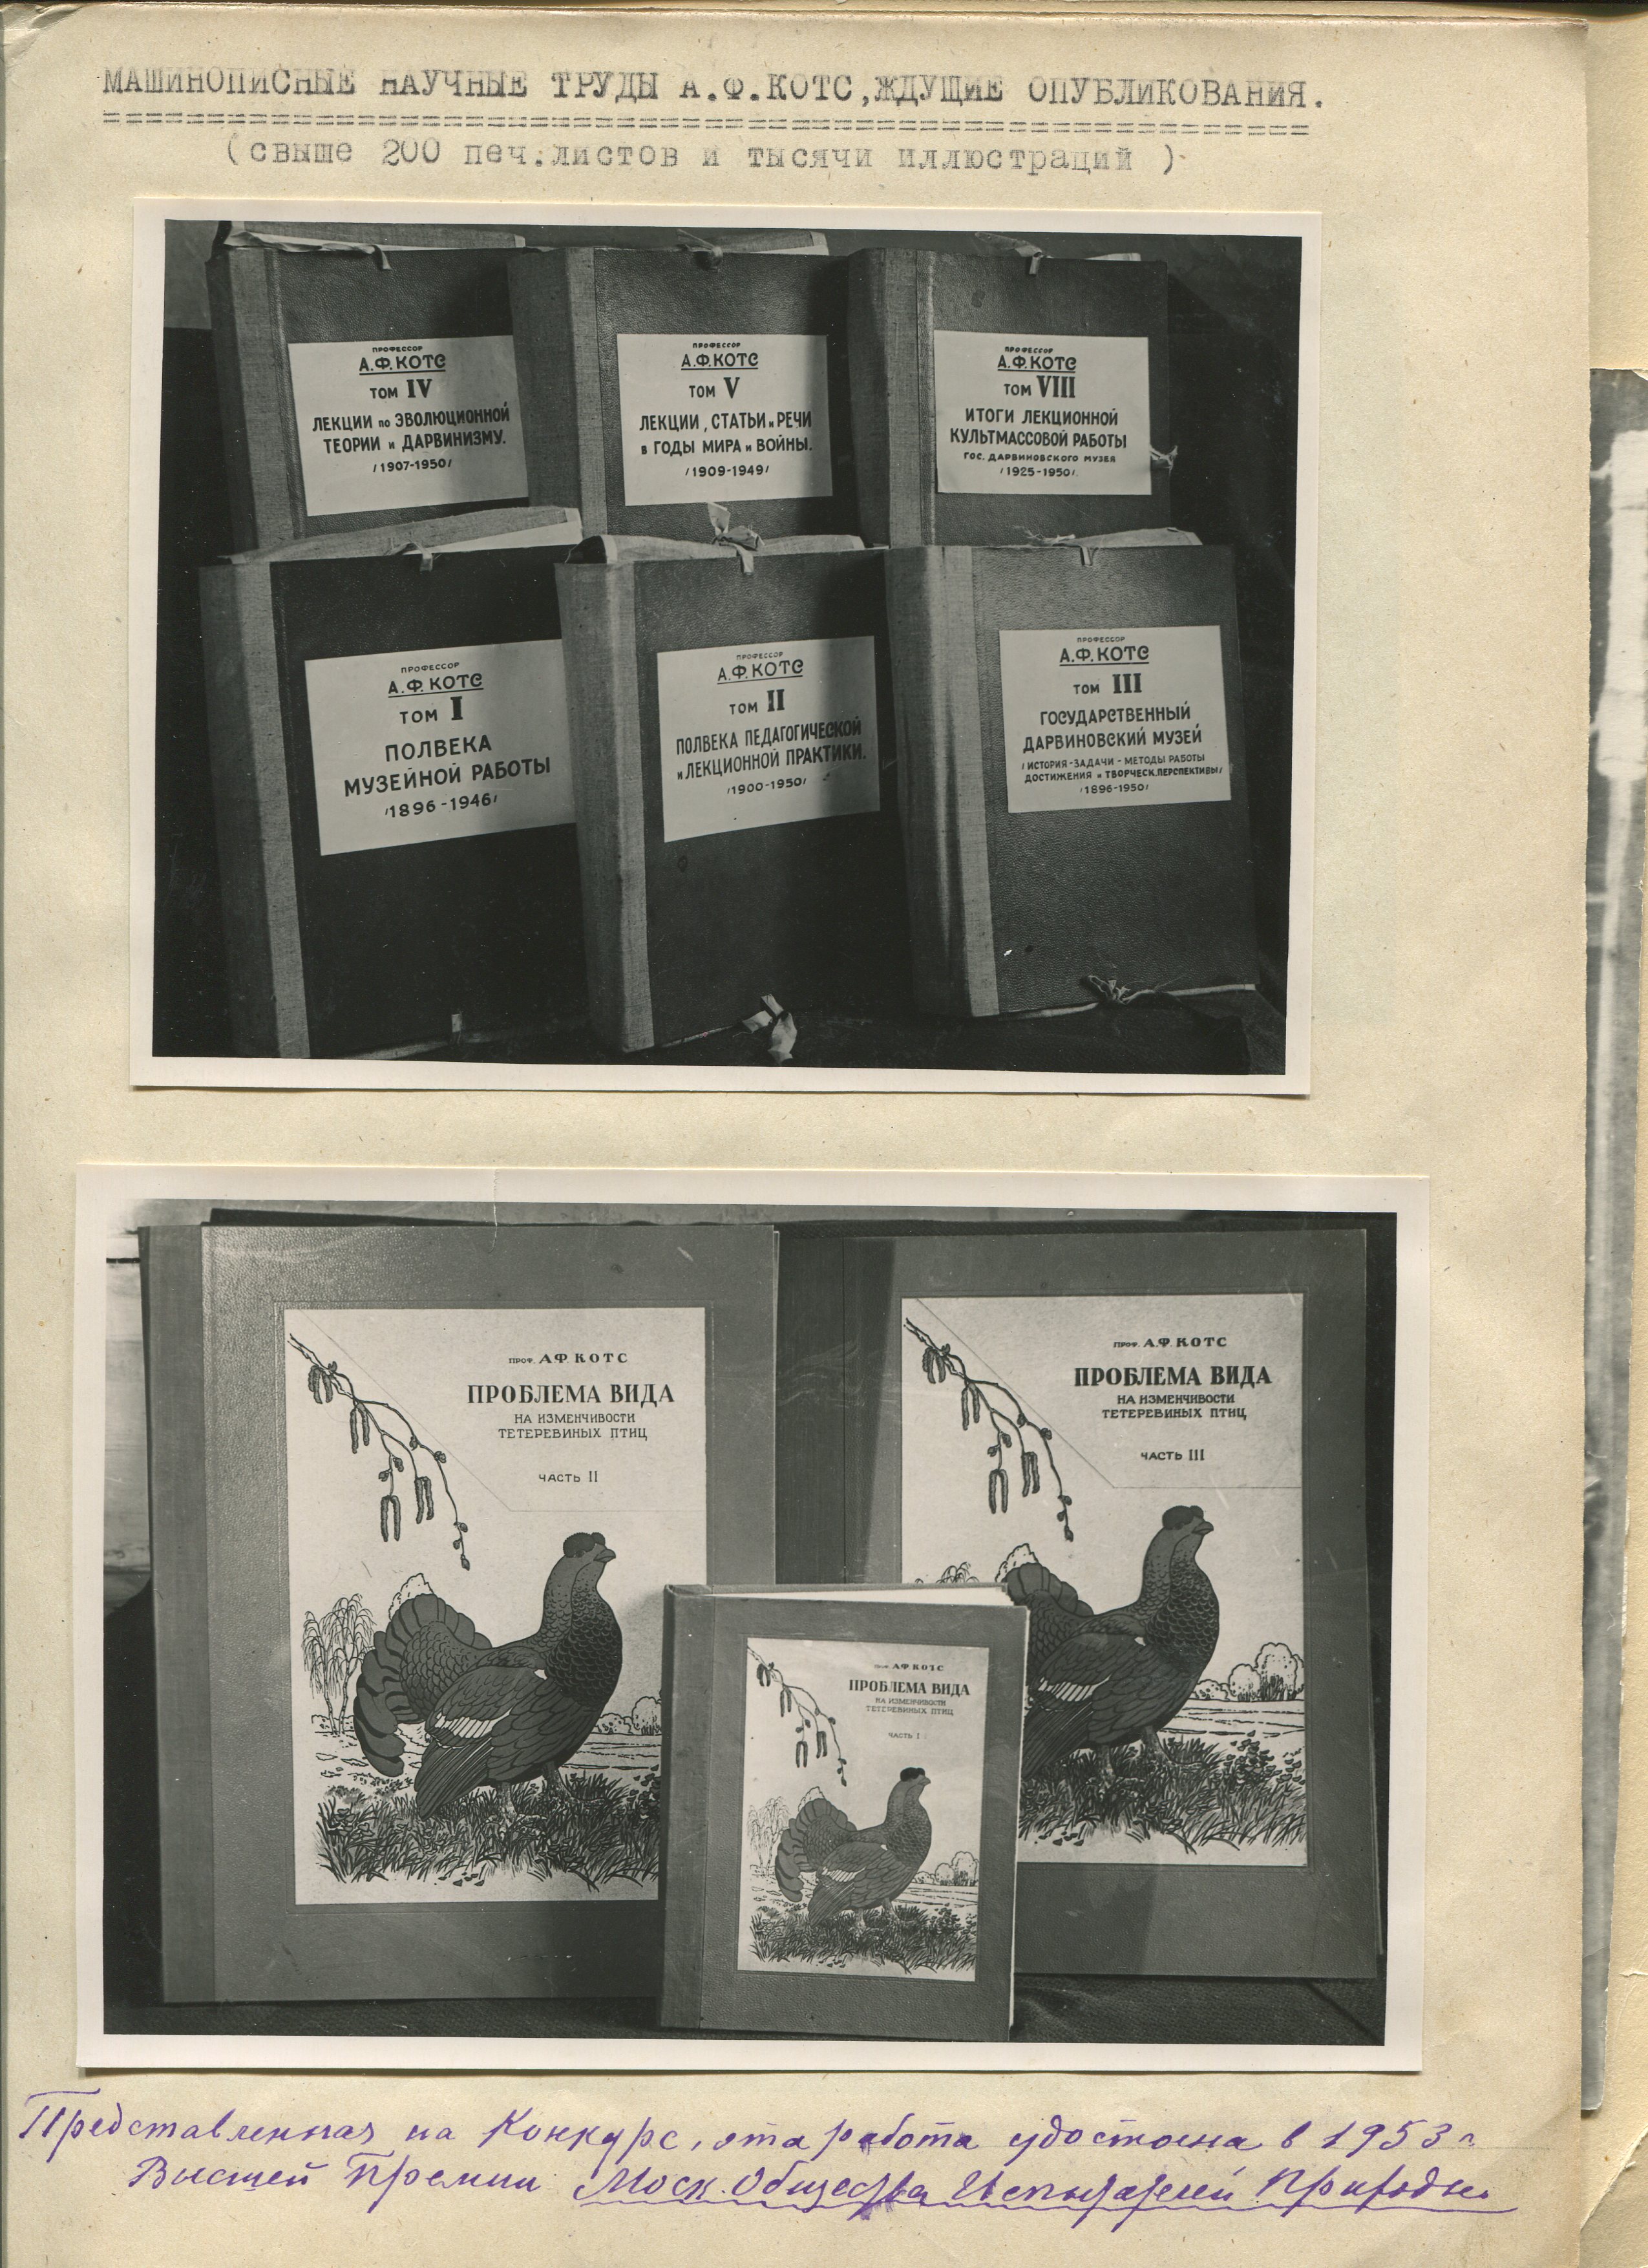 МАШИНОПИСНЫЕ НАУЧНЫЕ ТРУДЫ А.Ф.КОТС,ЖДУЩИЕ ОПУБЛИКОВАНИЯ.
(свыше 200 печ.листов и тысячи иллюстраций )
ПРОФЕССОР
А.Ф.КОТС
ТОМ IV
ЛЕКЦИИ ПО ЭВОЛЮЦИОННОЙ
ТЕОРИИ И ДАРВИНИЗМУ.
/1907-1950/
ПРОФЕССОР
А.Ф.КОТС
ТОМ V
ЛЕКЦИИ, СТАТЬИ И РЕЧИ
В ГОДЫ МИРА И ВОЙНЫ.
/1909-1949/
ПРОФЕССОР
А.Ф.КОТС
ТОМ VIII
ИТОГИ ЛЕКЦИОННОЙ
КУЛЬТМАССОВОЙ РАБОТЫ
ГОС. ДАРВИНОВСКОГО МУЗЕЯ
/1925-1950/
ПРОФЕССОР
А.Ф.КОТС
ТОМ I
ПОЛВЕКА
МУЗЕЙНОЙ РАБОТЫ
/1896-1946/
ПРОФЕССОР
А.Ф.КОТС
ТОМ II
ПОЛВЕКА ПЕДАГОГИЧЕСКОЙ
И ЛЕКЦИОННОЙ ПРАКТИКИ.
/1900-1950/
ПРОФЕССОР
А.Ф.КОТС
ТОМ III
ГОСУДАРСТВЕННЫЙ
ДАРВИНОВСКИЙ МУЗЕЙ
/ИСТОРИЯ-ЗАДАЧИ-МЕТОДЫ РАБОТЫ
ДОСТИЖЕНИЯ И ТВОРЧЕСК.ПЕРСПЕКТИВЫ/
/1896-1950/
ПРОФ. А.Ф. КОТС
ПРОБЛЕМА ВИДА
НА ИЗМЕНЧИВОСТИ
ТЕТЕРЕВИНЫХ ПТИЦ
ЧАСТЬ II
ПРОФ. А.Ф. КОТС
ПРОБЛЕМА ВИДА
НА ИЗМЕНЧИВОСТИ
ТЕТЕРЕВИНЫХ ПТИЦ
ЧАСТЬ III
ПРОФ. А.Ф. КОТС
ПРОБЛЕМА ВИДА
НА ИЗМЕНЧИВОСТИ
ТЕТЕРЕВИНЫХ ПТИЦ
ЧАСТЬ I
Представленная на Конкурс, эта работа удостоена в 1953 г.
Высшей Премии Моск. Общества Испытателей Природы.